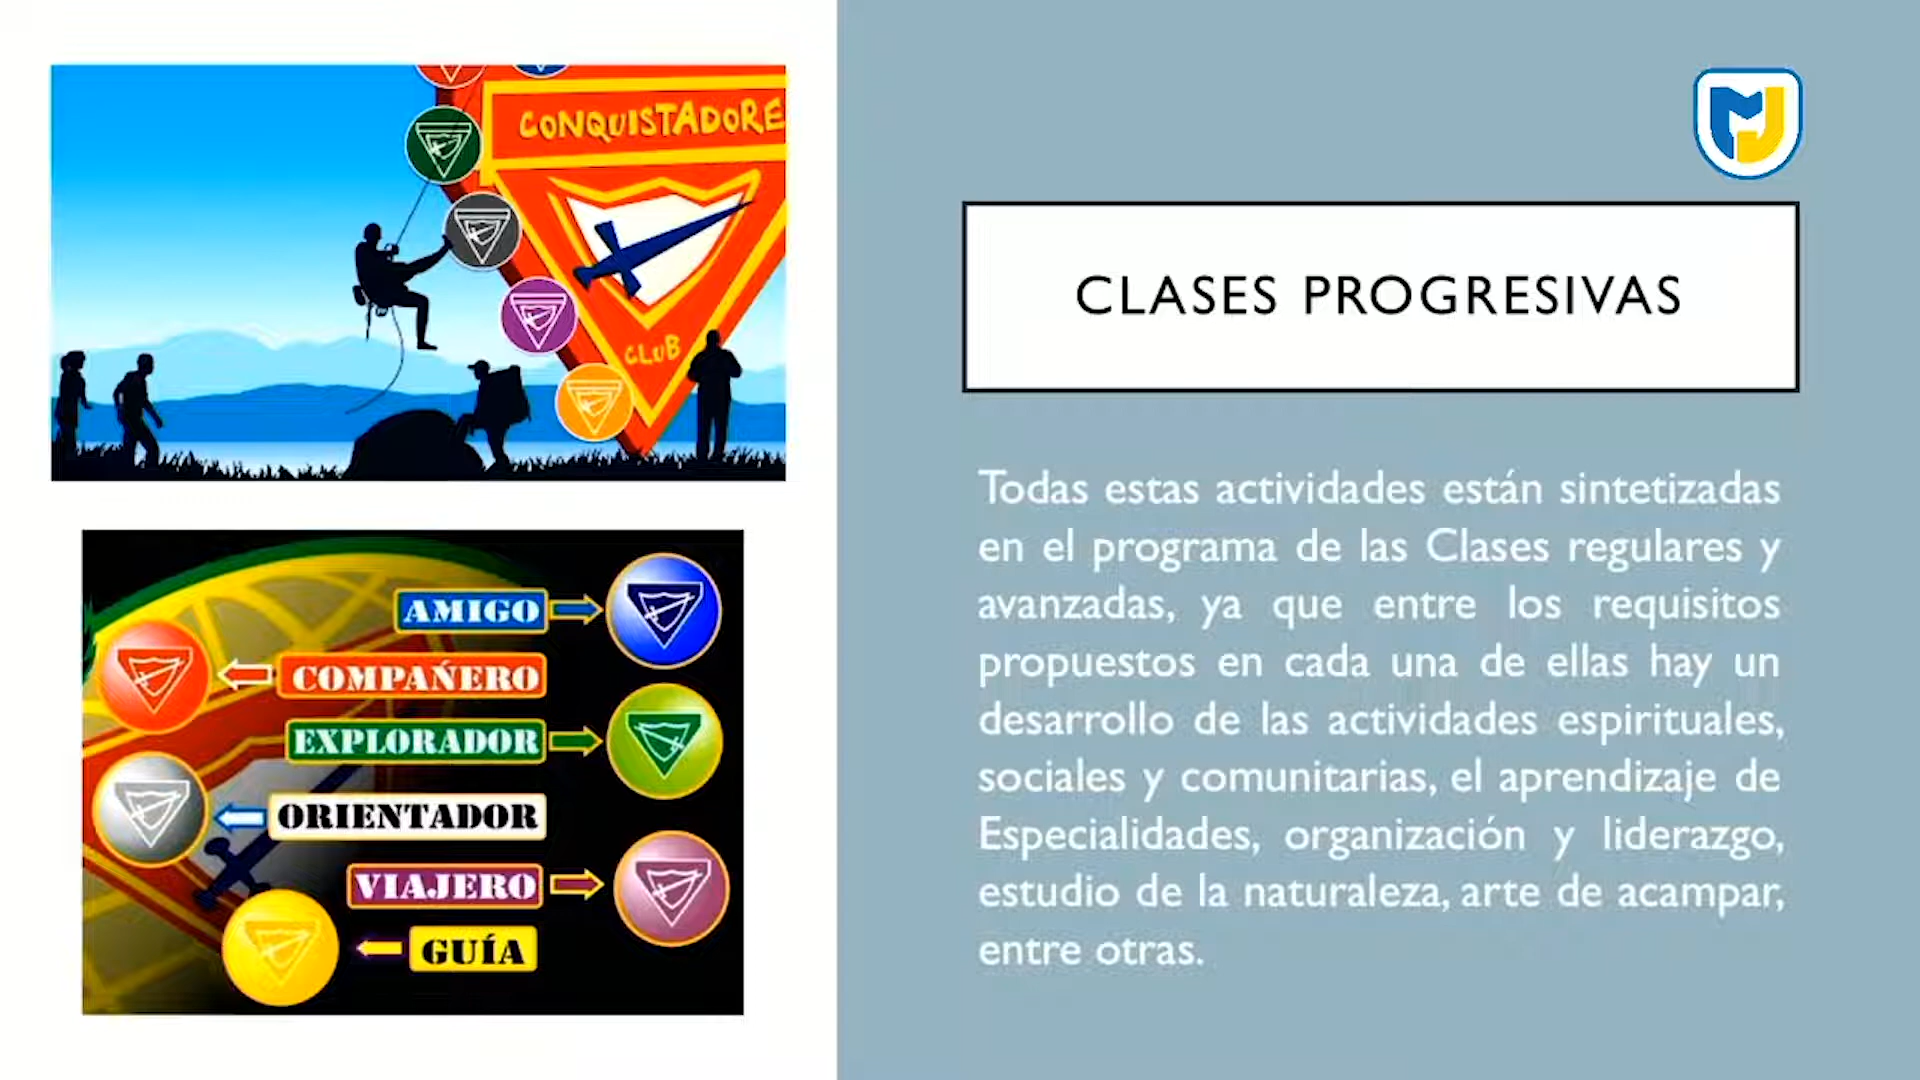 CONQUISTADORE
CLUB
AMIGO
COMPAÑERO
EXPLORADOR
ORIENTADOR
VIAJERO
GUÍA
MJ
CLASES PROGRESIVAS
Todas estas actividades están sintetizadas
en el programa de las Clases regulares y
avanzadas, ya que entre los requisitos
propuestos en cada una de ellas hay un
desarrollo de las actividades espirituales,
sociales y comunitarias, el aprendizaje de
Especialidades, organización y liderazgo,
estudio de la naturaleza, arte de acampar,
entre otras.